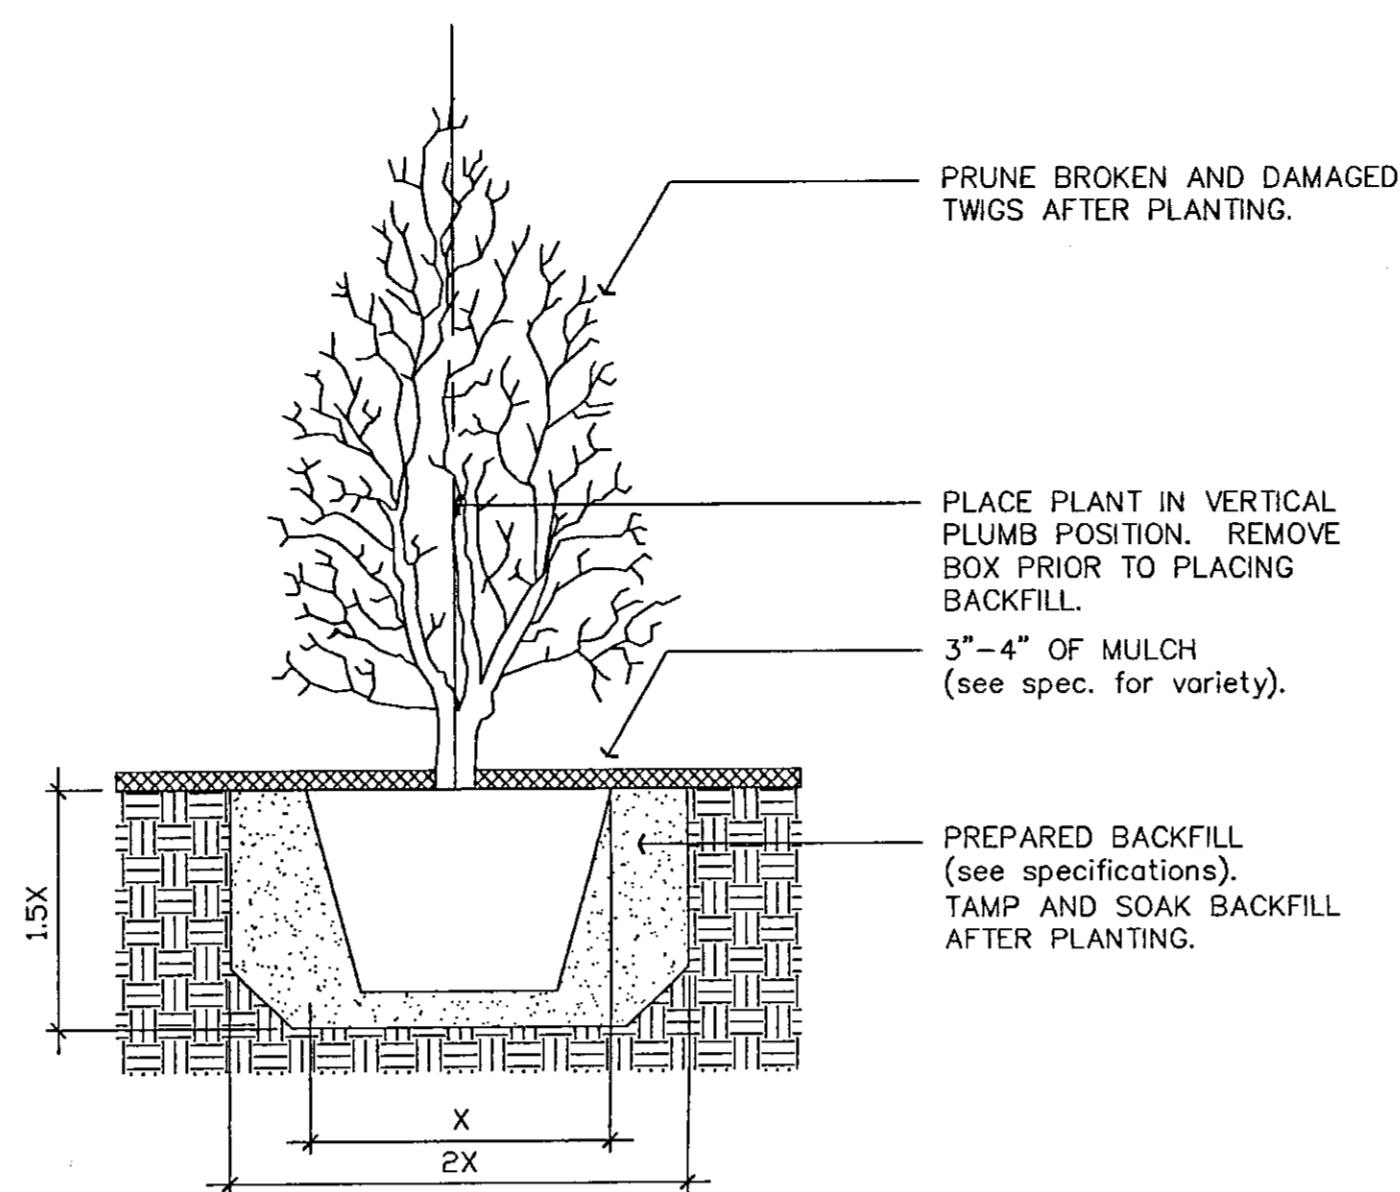 PRUNE BROKEN AND DAMAGED
TWIGS AFTER PLANTING.
PLACE PLANT IN VERTICAL
PLUMB POSITION. REMOVE
BOX PRIOR TO PLACING
BACKFILL.
3"-4" OF MULCH
(see spec. for variety).
PREPARED BACKFILL
(see specifications).
TAMP AND SOAK BACKFILL
AFTER PLANTING.
1.5X
X
2X